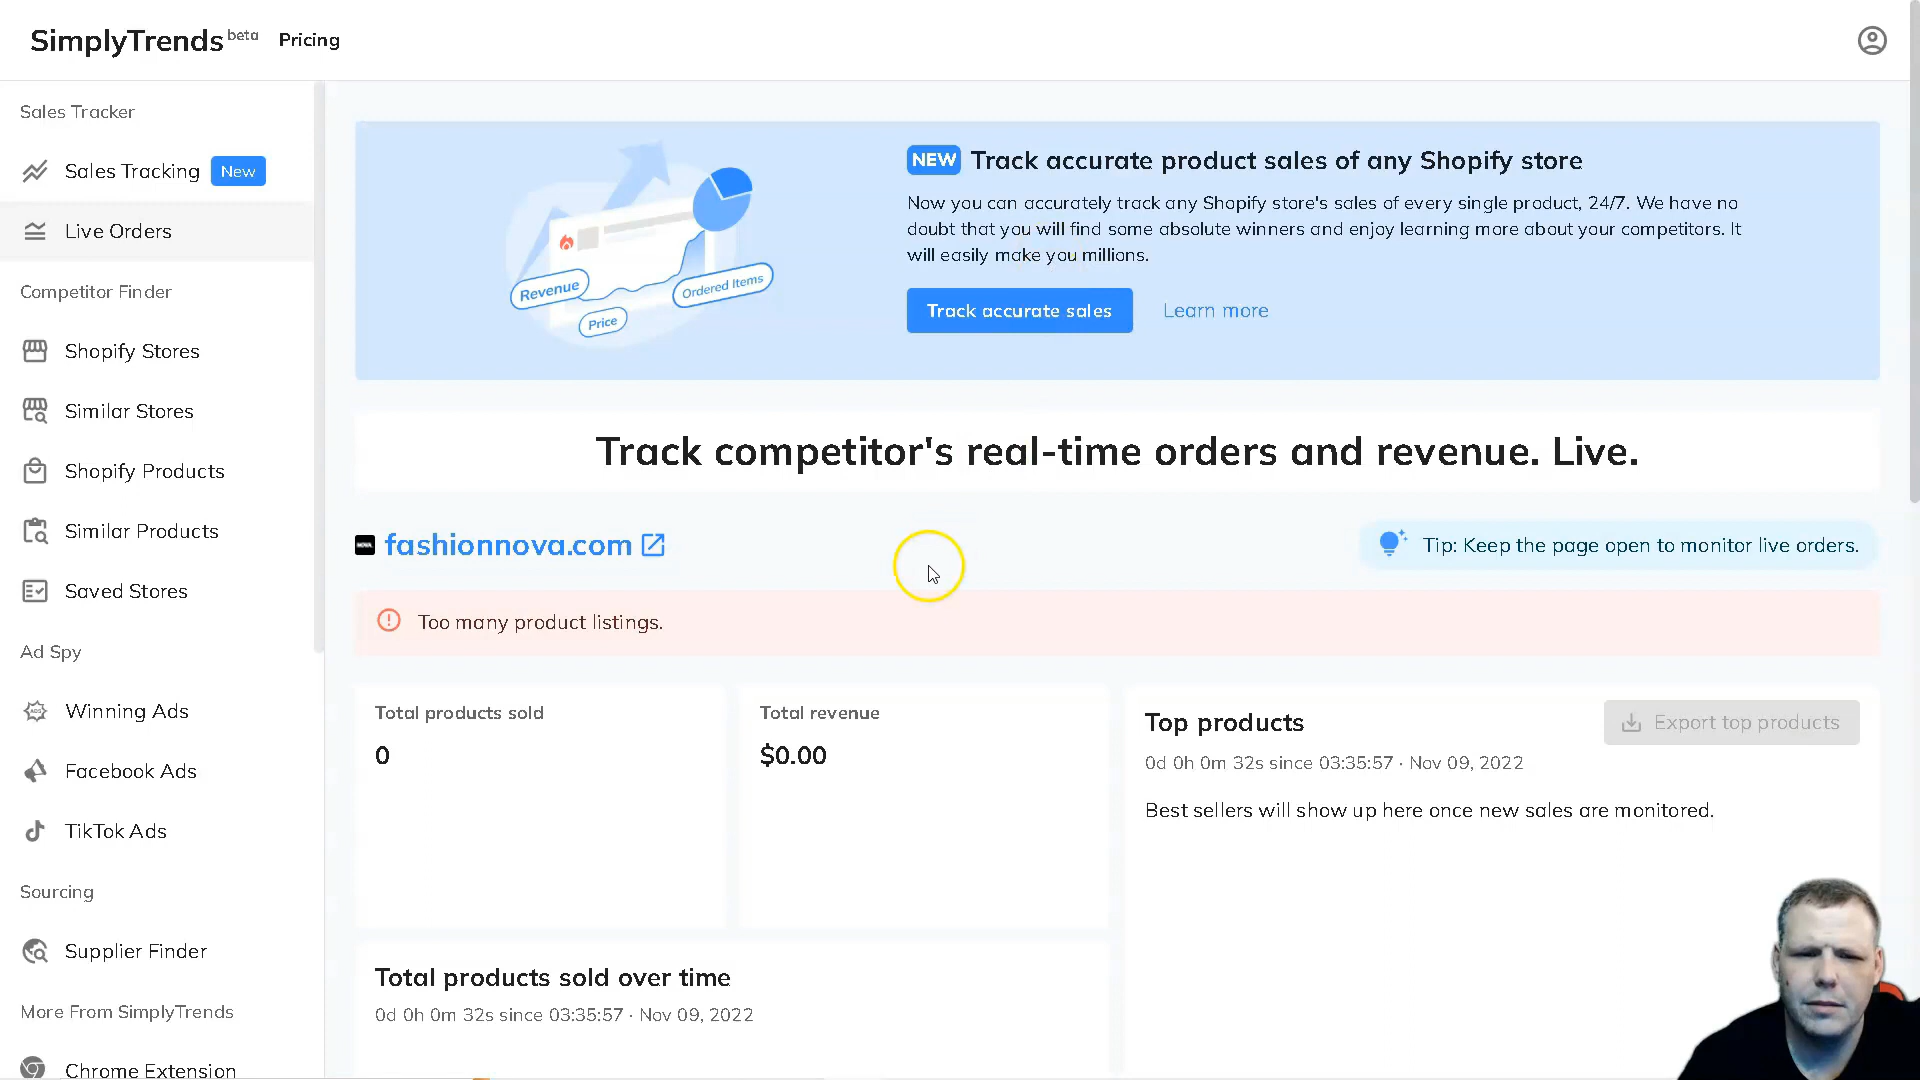 SimplyTrends beta
Pricing
Sales Tracker
Sales Tracking New
Live Orders
Competitor Finder
Shopify Stores
Similar Stores
Shopify Products
Similar Products
Saved Stores
Ad Spy
Winning Ads
Facebook Ads
TikTok Ads
Sourcing
Supplier Finder
More From SimplyTrends
Chrome Extension
Revenue
Price
Ordered Items
NEW Track accurate product sales of any Shopify store
Now you can accurately track any Shopify store's sales of every single product, 24/7. We have no
doubt that you will find some absolute winners and enjoy learning more about your competitors. It
will easily make you millions.
Track accurate sales
Learn more
Track competitor's real-time orders and revenue. Live.
NOVA
fashionnova.com
Tip: Keep the page open to monitor live orders.
Too many product listings.
Total products sold
0
Total revenue
$0.00
Top products
Export top products
0d 0h 0m 32s since 03:35:57 · Nov 09, 2022
Best sellers will show up here once new sales are monitored.
Total products sold over time
0d 0h 0m 32s since 03:35:57 · Nov 09, 2022